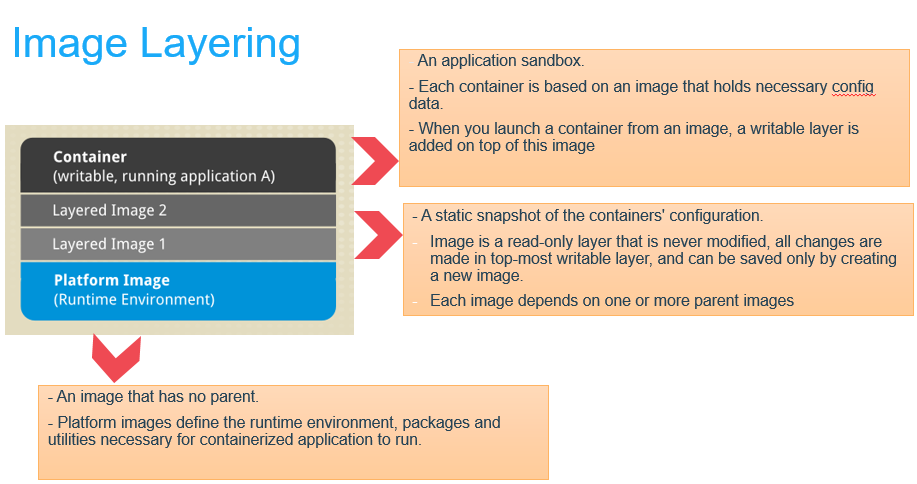 Image Layering
An application sandbox.
- Each container is based on an image that holds necessary config
data.
- When you launch a container from an image, a writable layer is
added on top of this image
Container
(writable, running application A)
Layered Image 2
Layered Image 1
Platform Image
(Runtime Environment)
- A static snapshot of the containers' configuration.
- Image is a read-only layer that is never modified, all changes are
made in top-most writable layer, and can be saved only by creating
a new image.
- Each image depends on one or more parent images
- An image that has no parent.
- Platform images define the runtime environment, packages and
utilities necessary for containerized application to run.